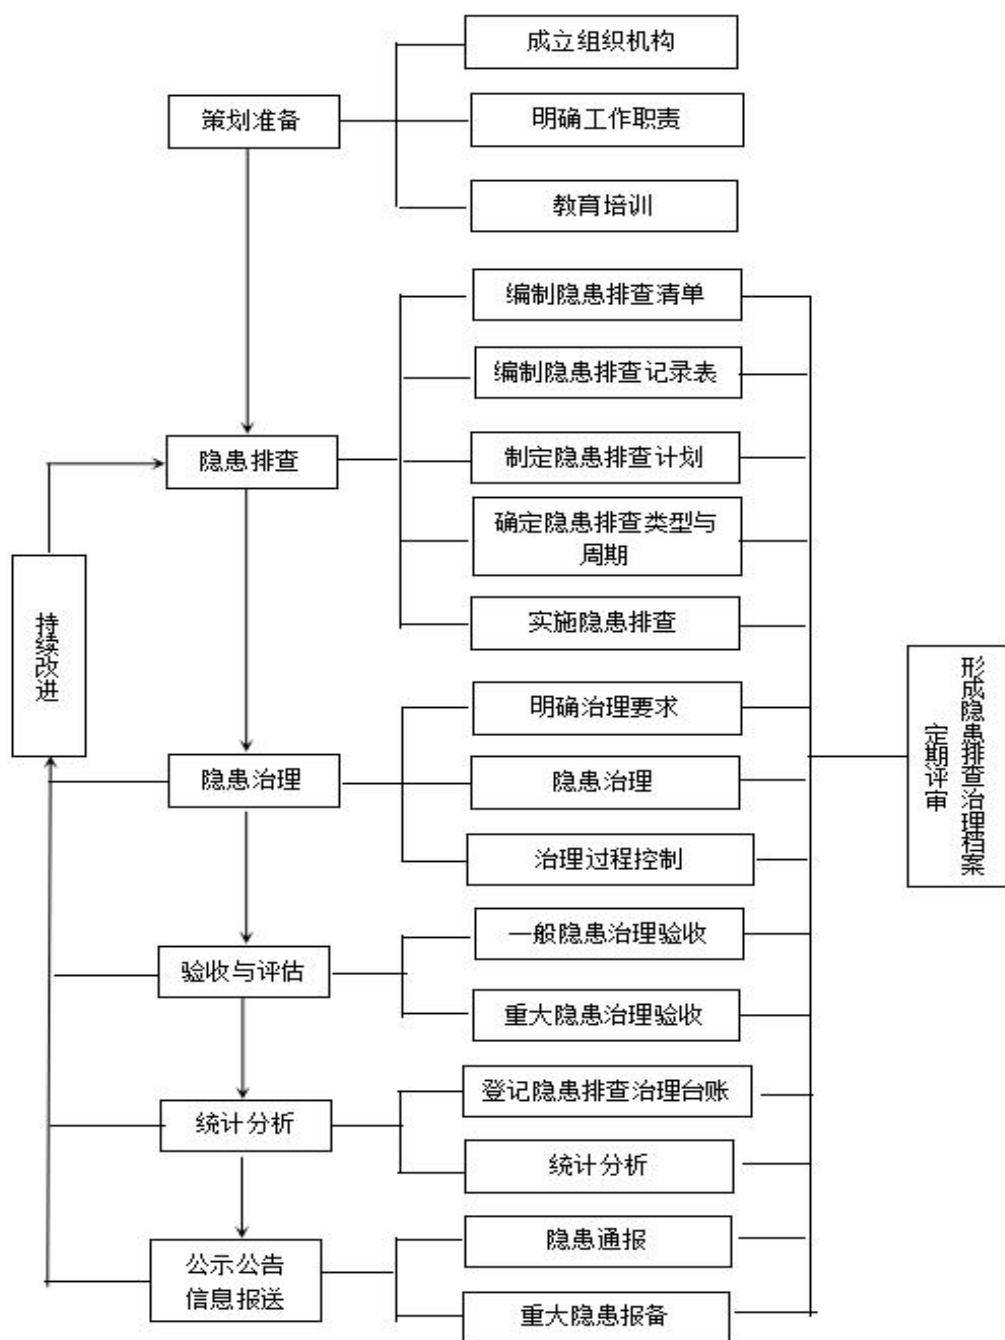 成立组织机构
策划准备
明确工作职责
教育培训
编制隐患排查清单
编制隐患排查记录表
隐患排查
制定隐患排查计划
确定隐患排查类型与
周期
实施隐患排查
持续改进
形成隐患排查治理档案
定期评审
明确治理要求
隐患治理
隐患治理
治理过程控制
一般隐患治理验收
验收与评估
重大隐患治理验收
登记隐患排查治理台账
统计分析
统计分析
隐患通报
公示公告
信息报送
重大隐患报备